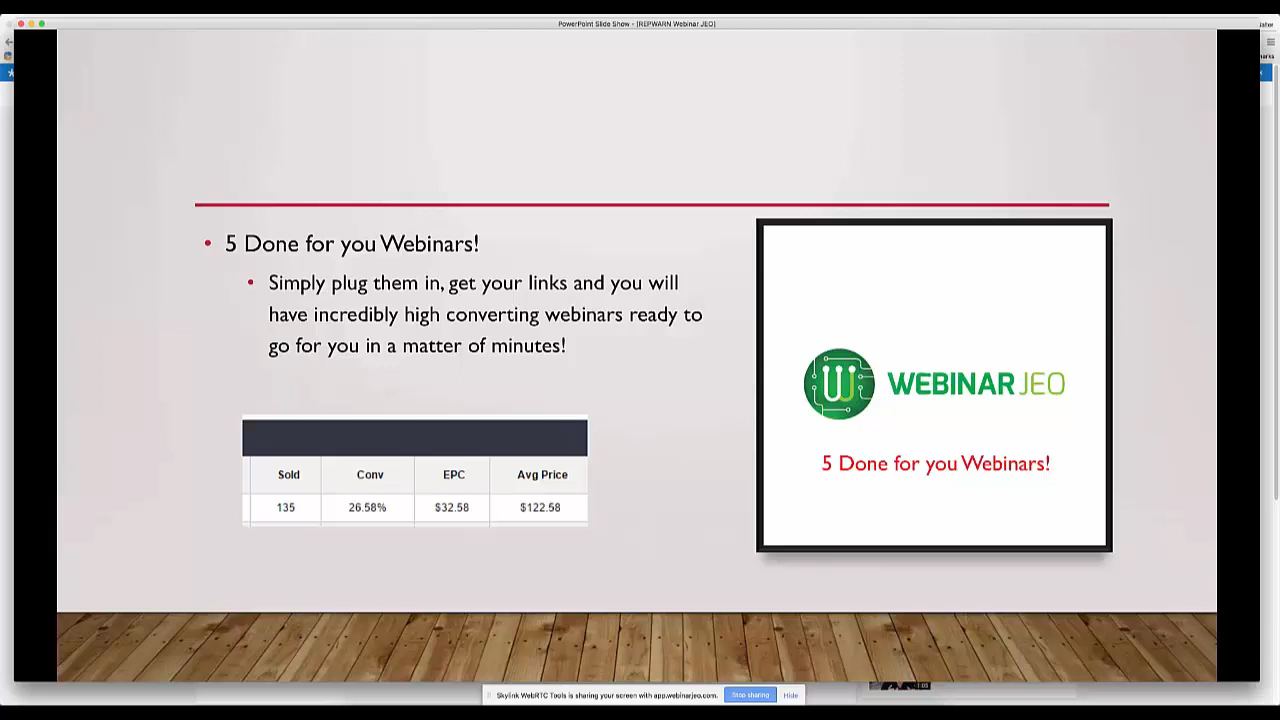 PowerPoint Slide Show - [REPWARN Webinar JEO]
• 5 Done for you Webinars!
• Simply plug them in, get your links and you will
have incredibly high converting webinars ready to
go for you in a matter of minutes!
Sold Conv EPC Avg Price
135 26.58% $32.58 $122.58
WEBINAR JEO
5 Done for you Webinars!
Skylink WebRTC Tools is sharing your screen with app.webinarjeo.com. Stop sharing Hide